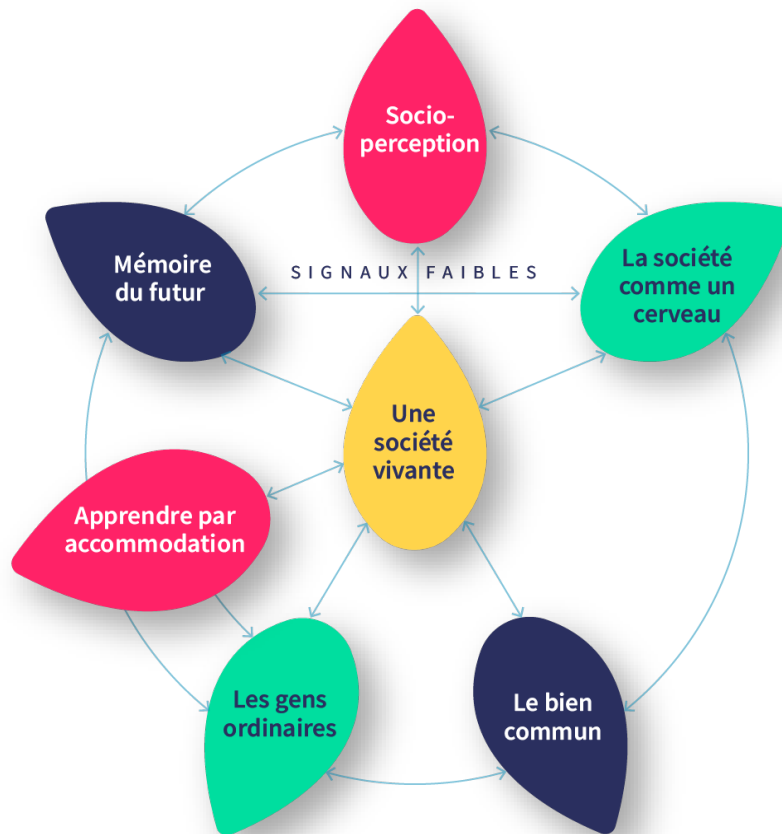 Socio-
perception
Mémoire
du futur
SIGNAUX FAIBLES
La société
comme un
cerveau
Une
société
vivante
Apprendre par
accommodation
Les gens
ordinaires
Le bien
commun